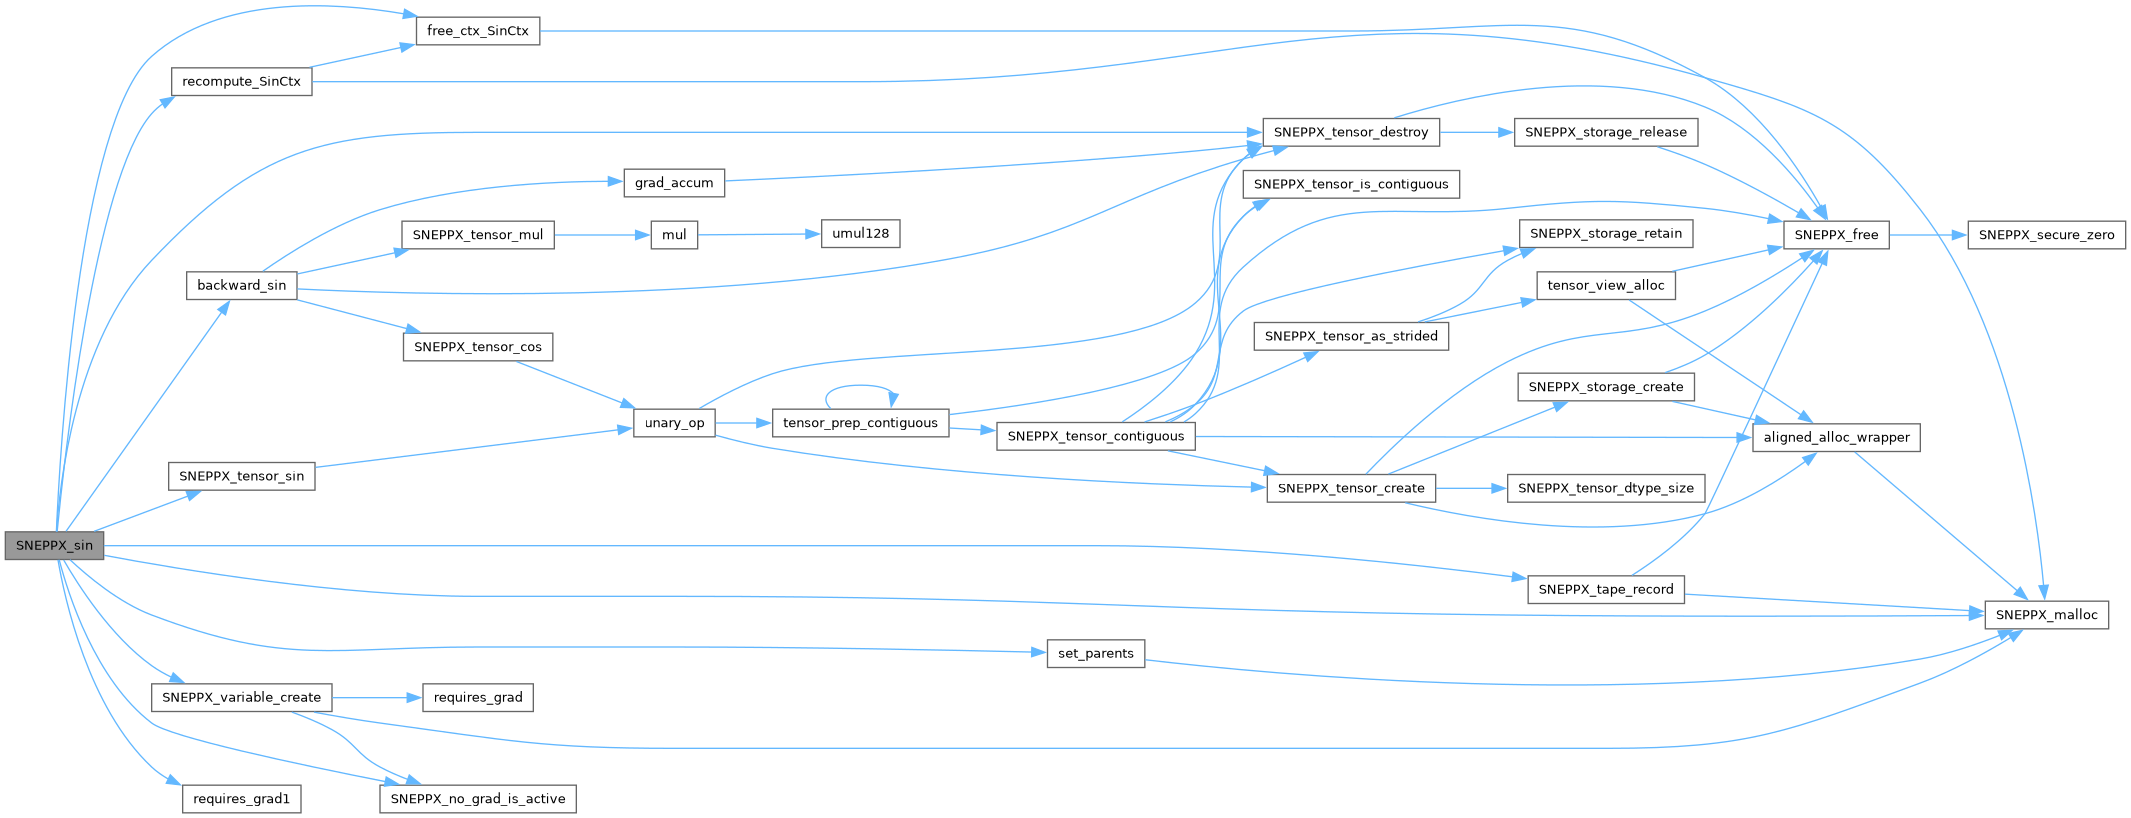 free_ctx_SinCtx
recompute_SinCtx
SNEPPX_tensor_destroy
SNEPPX_storage_release
grad_accum
SNEPPX_tensor_is_contiguous
SNEPPX_tensor_mul
mul
umul128
SNEPPX_storage_retain
SNEPPX_free
SNEPPX_secure_zero
backward_sin
tensor_view_alloc
SNEPPX_tensor_cos
SNEPPX_tensor_as_strided
SNEPPX_storage_create
unary_op
tensor_prep_contiguous
SNEPPX_tensor_contiguous
aligned_alloc_wrapper
SNEPPX_tensor_sin
SNEPPX_tensor_create
SNEPPX_tensor_dtype_size
SNEPPX_sin
SNEPPX_tape_record
SNEPPX_malloc
set_parents
SNEPPX_variable_create
requires_grad
requires_grad1
SNEPPX_no_grad_is_active